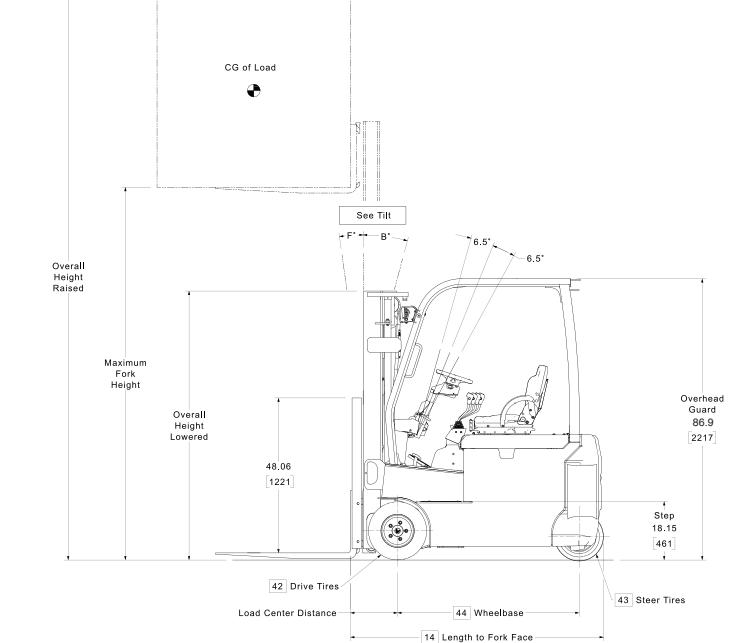 CG of Load
See Tilt
F°
B°
6.5°
6.5°
Overall
Height
Raised
Maximum
Fork
Height
Overall
Height
Lowered
48.06
[1221]
Overhead
Guard
86.9
[2217]
Step
18.15
[461]
42 Drive Tires
43 Steer Tires
Load Center Distance
44 Wheelbase
14 Length to Fork Face